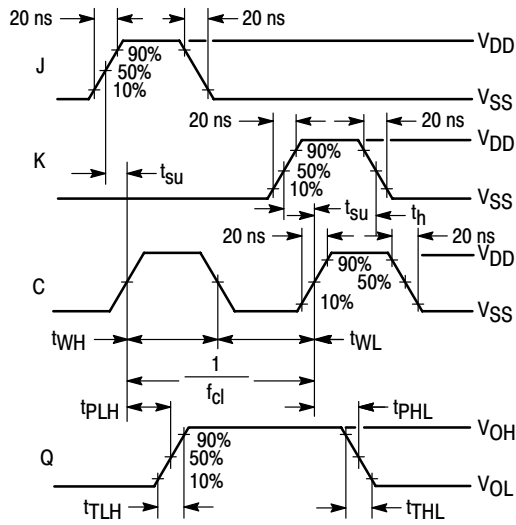 20 ns 20 ns
VDD
90%
J 50%
10%
VSS
20 ns 20 ns
VDD
90%
K tsu 50%
10%
VSS
tsu th
20 ns 20 ns
VDD
90% 50%
C
10%
VSS
tWH tWL
1
fcl
tPLH tPHL
VOH
90%
Q 50%
10%
VOL
tTLH tTHL